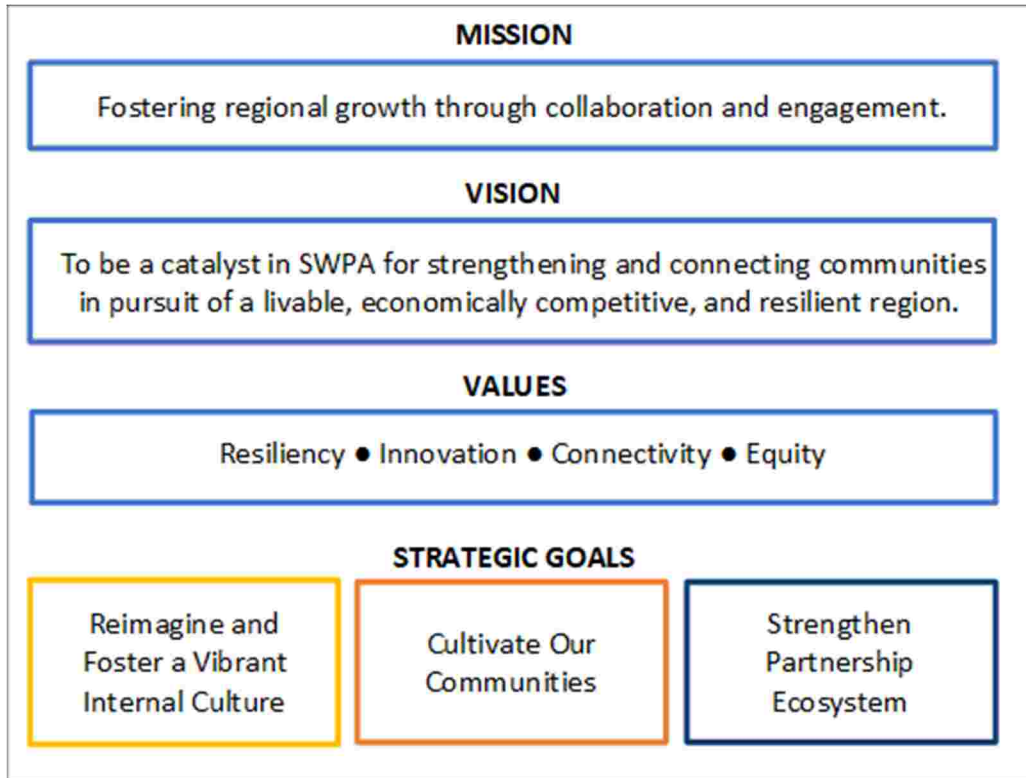 MISSION
Fostering regional growth through collaboration and engagement.
VISION
To be a catalyst in SWPA for strengthening and connecting communities
in pursuit of a livable, economically competitive, and resilient region.
VALUES
Resiliency ● Innovation ● Connectivity ● Equity
STRATEGIC GOALS
Reimagine and
Foster a Vibrant
Internal Culture
Cultivate Our
Communities
Strengthen
Partnership
Ecosystem